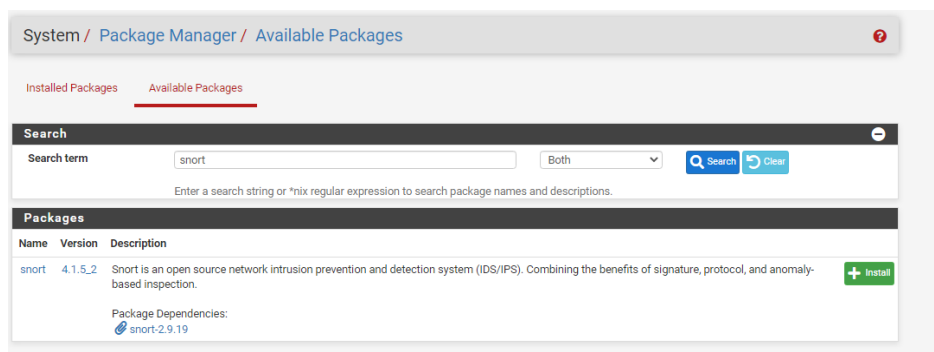 System / Package Manager / Available Packages
Installed Packages Available Packages
Search
Search term snort Both Search Clear
Enter a search string or *nix regular expression to search package names and descriptions.
Packages
Name Version Description
snort 4.1.5_2 Snort is an open source network intrusion prevention and detection system (IDS/IPS). Combining the benefits of signature, protocol, and anomaly- Install
based inspection.
Package Dependencies:
snort-2.9.19